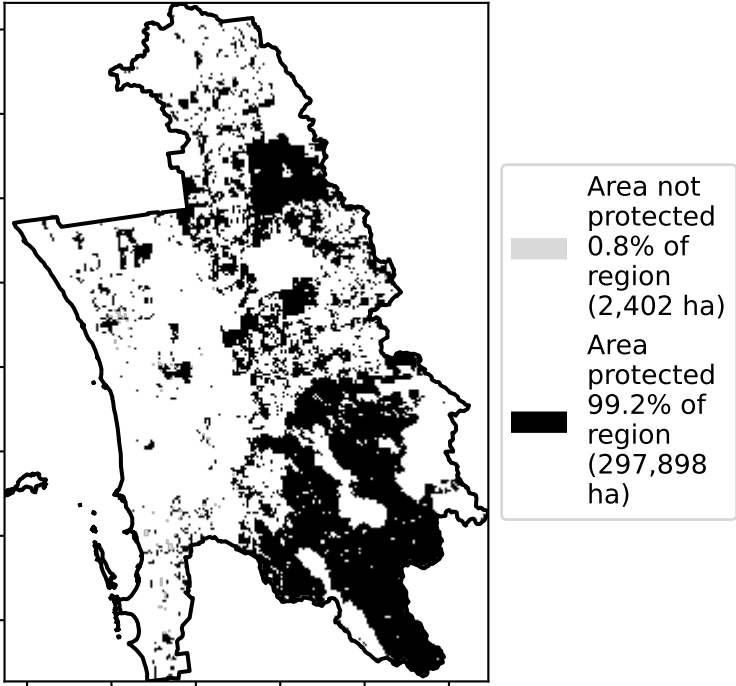 Area not
protected
0.8% of
region
(2,402 ha)
Area
protected
99.2% of
region
(297,898
ha)